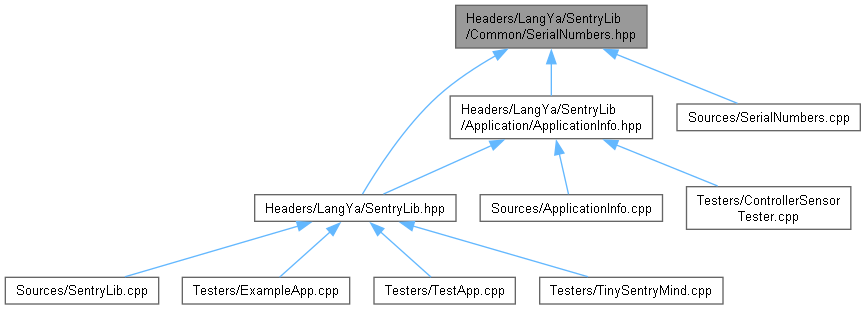 Headers/LangYa/SentryLib
/Common/SerialNumbers.hpp
Headers/LangYa/SentryLib
/Application/ApplicationInfo.hpp
Sources/SerialNumbers.cpp
Headers/LangYa/SentryLib.hpp
Sources/ApplicationInfo.cpp
Testers/ControllerSensor
Tester.cpp
Sources/SentryLib.cpp
Testers/ExampleApp.cpp
Testers/TestApp.cpp
Testers/TinySentryMind.cpp